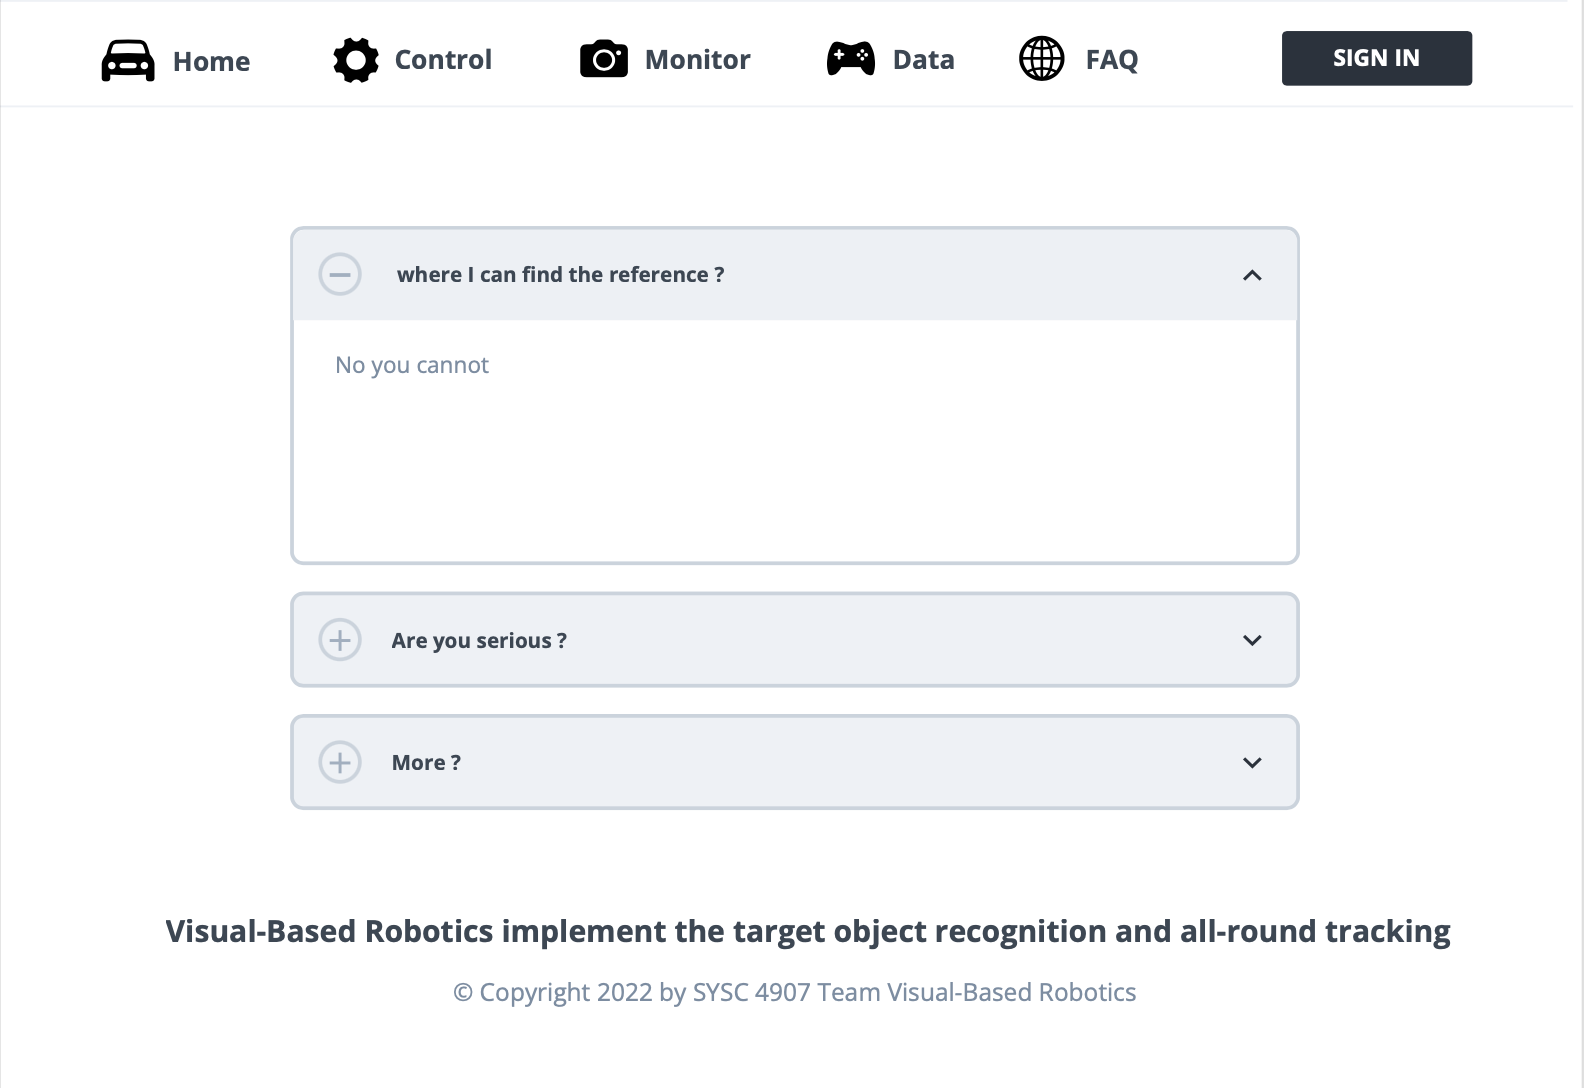 Home Control Monitor Data FAQ SIGN IN
where I can find the reference ?
No you cannot
Are you serious ?
More ?
Visual-Based Robotics implement the target object recognition and all-round tracking
© Copyright 2022 by SYSC 4907 Team Visual-Based Robotics